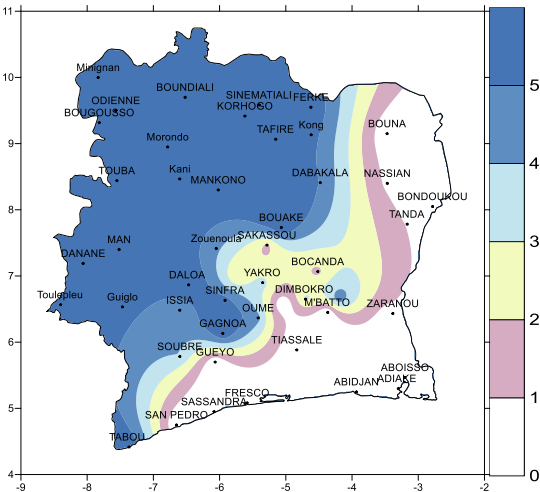 11
Minignan
10
5
BOUNDIALI
SINEMATIALI FERKE
ODIENNE
KORHOGO
BOUGOUSSO
TAFIRE
Kong
BOUNA
9
Morondo
4
TOUBA
Kani
MANKONO
DABAKALA
NASSIAN
BONDOUKOU
8
BOUAKE
TANDA
MAN
Zouenoula
SAKASSOU
3
DANANE
BOCANDA
7
DALOA
YAKRO
Toulepleu
Guiglo
ISSIA
SINFRA
DIMBOKRO
OUME
M'BATTO
ZARANOU
2
GAGNOA
6
SOUBRE
GUEYO
TIASSALE
ABOISSO
ABIDJAN
ADIAKE
1
FRESCO
SASSANDRA
5
SAN PEDRO
TABOU
4
0
-9
-8
-7
-6
-5
-4
-3
-2